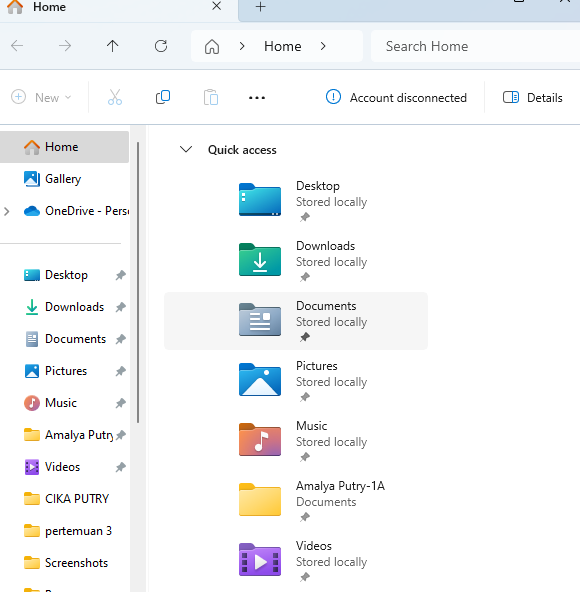 Home
Home
Search Home
New
Account disconnected
Details
Home
Gallery
OneDrive - Pers
Desktop
Downloads
Documents
Pictures
Music
Amalya Putry
Videos
CIKA PUTRY
pertemuan 3
Screenshots
Quick access
Desktop
Stored locally
Downloads
Stored locally
Documents
Stored locally
Pictures
Stored locally
Music
Stored locally
Amalya Putry-1A
Documents
Videos
Stored locally